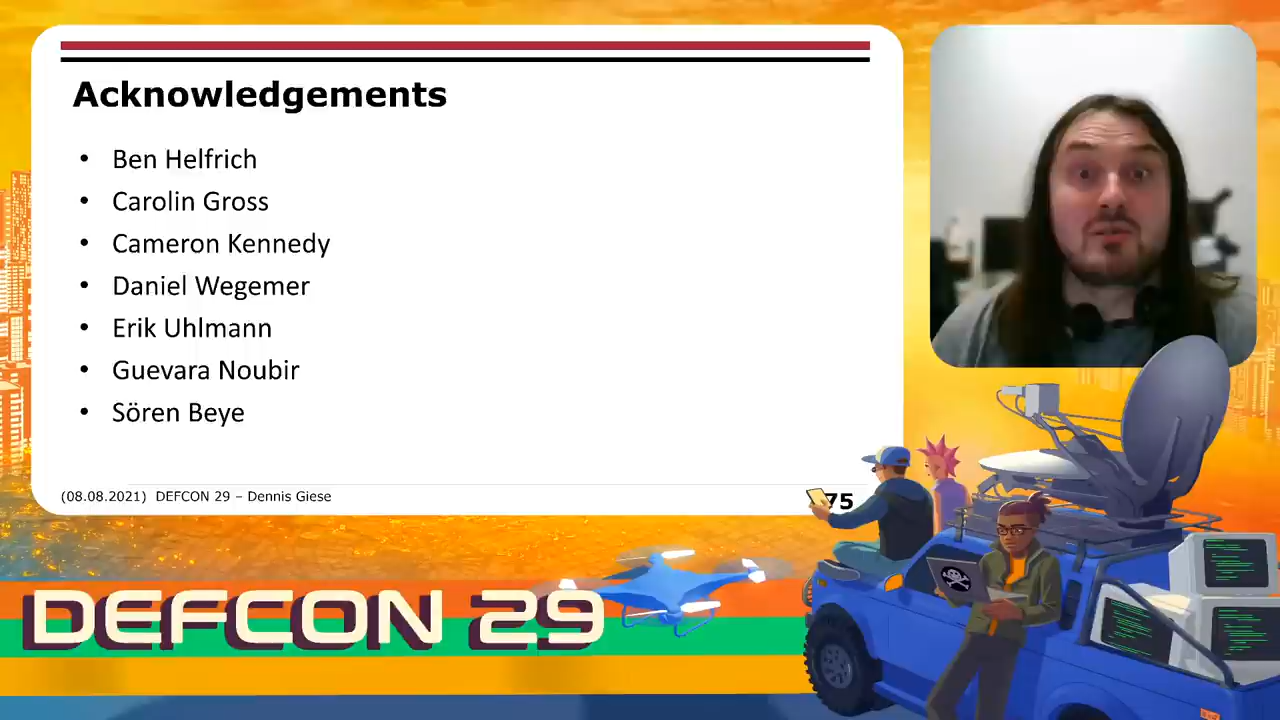 Acknowledgements
• Ben Helfrich
• Carolin Gross
• Cameron Kennedy
• Daniel Wegemer
• Erik Uhlmann
• Guevara Noubir
• Sören Beye
(08.08.2021) DEFCON 29 – Dennis Giese
75
DEFCON 29